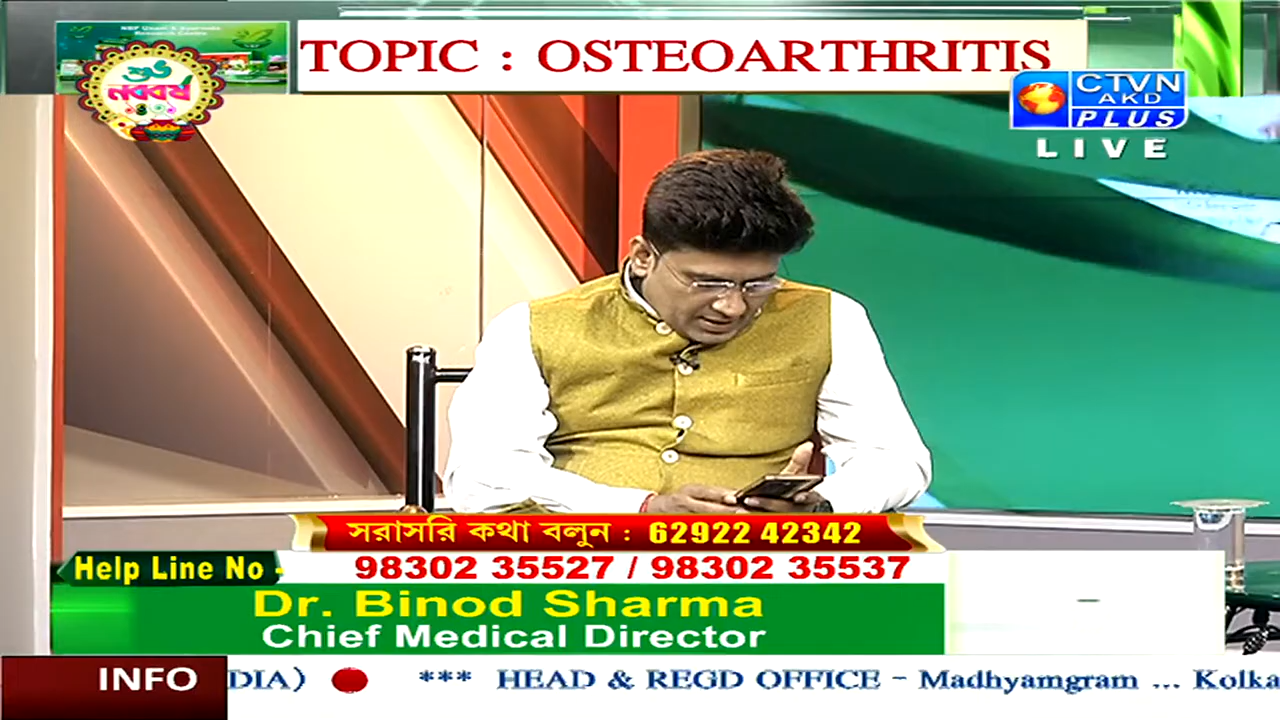 TOPIC : OSTEOARTHRITIS
শুভ
নববর্ষ
CTVN
AKD
PLUS
LIVE
সরাসরি কথা বলুন : 62922 42342
Help Line No - 98302 35527 / 98302 35537
Dr. Binod Sharma
Chief Medical Director
INFO DIA) *** HEAD & REGD OFFICE - Madhyamgram ... Kolka